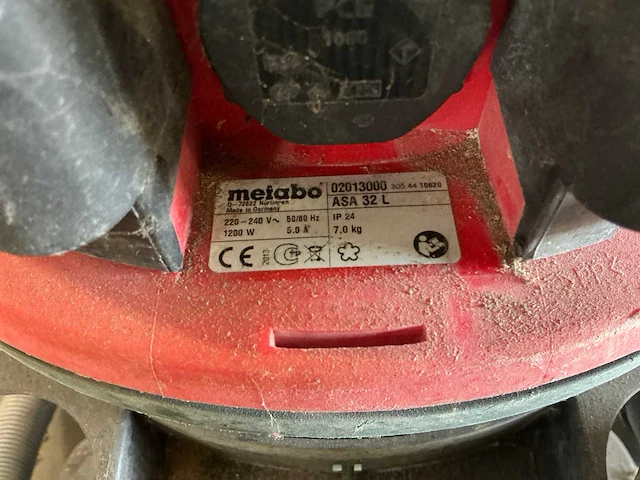 metabo
D-72622 Nürtingen
Made in Germany
02013000 305 44 10620
ASA 32 L
220-240 V~ 50/60 Hz
IP 24
1200 W 5.0 A
7,0 kg
CE 2013